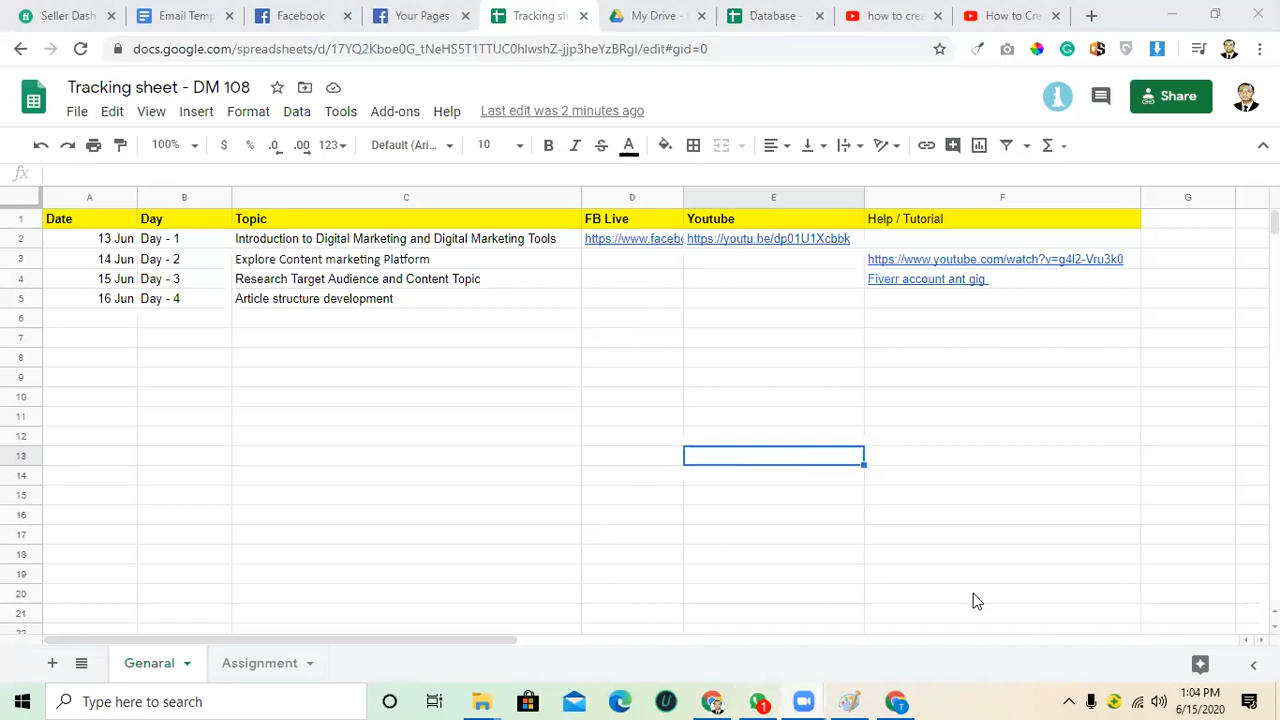 Seller Dash
Email Temp
Facebook
Your Pages
Tracking sh
My Drive -
Database -
how to crea
How to Cre
docs.google.com/spreadsheets/d/17YQ2Kboe0G_tNeHS5T1TTUC0hlwshZ-jjp3heYzBRgI/edit#gid=0
Tracking sheet - DM 108
File Edit View Insert Format Data Tools Add-ons Help Last edit was 2 minutes ago
Share
100% $ % .0 .00 123 Default (Ari... 10 B I S A
fx
A B C D E F G
1 Date Day Topic FB Live Youtube Help / Tutorial
2 13 Jun Day - 1 Introduction to Digital Marketing and Digital Marketing Tools https://www.facebo https://youtu.be/dp01U1Xcbbk
3 14 Jun Day - 2 Explore Content marketing Platform https://www.youtube.com/watch?v=g4l2-Vru3k0
4 15 Jun Day - 3 Research Target Audience and Content Topic Fiverr account ant gig
5 16 Jun Day - 4 Article structure development
6
7
8
9
10
11
12
13
14
15
16
17
18
19
20
21
22
Genaral Assignment
Type here to search
1
T
1:04 PM
6/15/2020